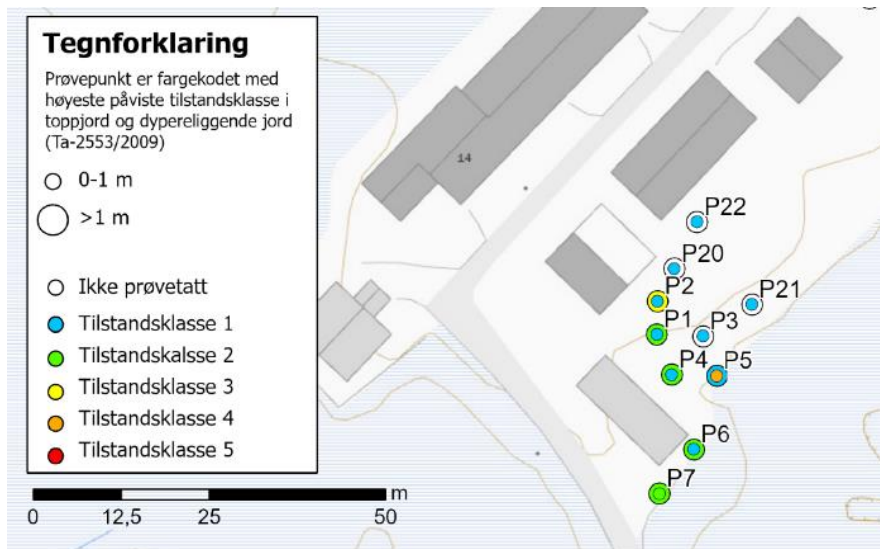 Tegnforklaring
Prøvepunkt er fargekodet med
høyeste påviste tilstandsklasse i
toppjord og dypereliggende jord
(Ta-2553/2009)
0-1 m
>1 m
Ikke prøvetatt
Tilstandsklasse 1
Tilstandskalsse 2
Tilstandsklasse 3
Tilstandsklasse 4
Tilstandsklasse 5
m
0 12,5 25 50
14
P22
P20
P2
P21
P1
P3
P4
P5
P6
P7